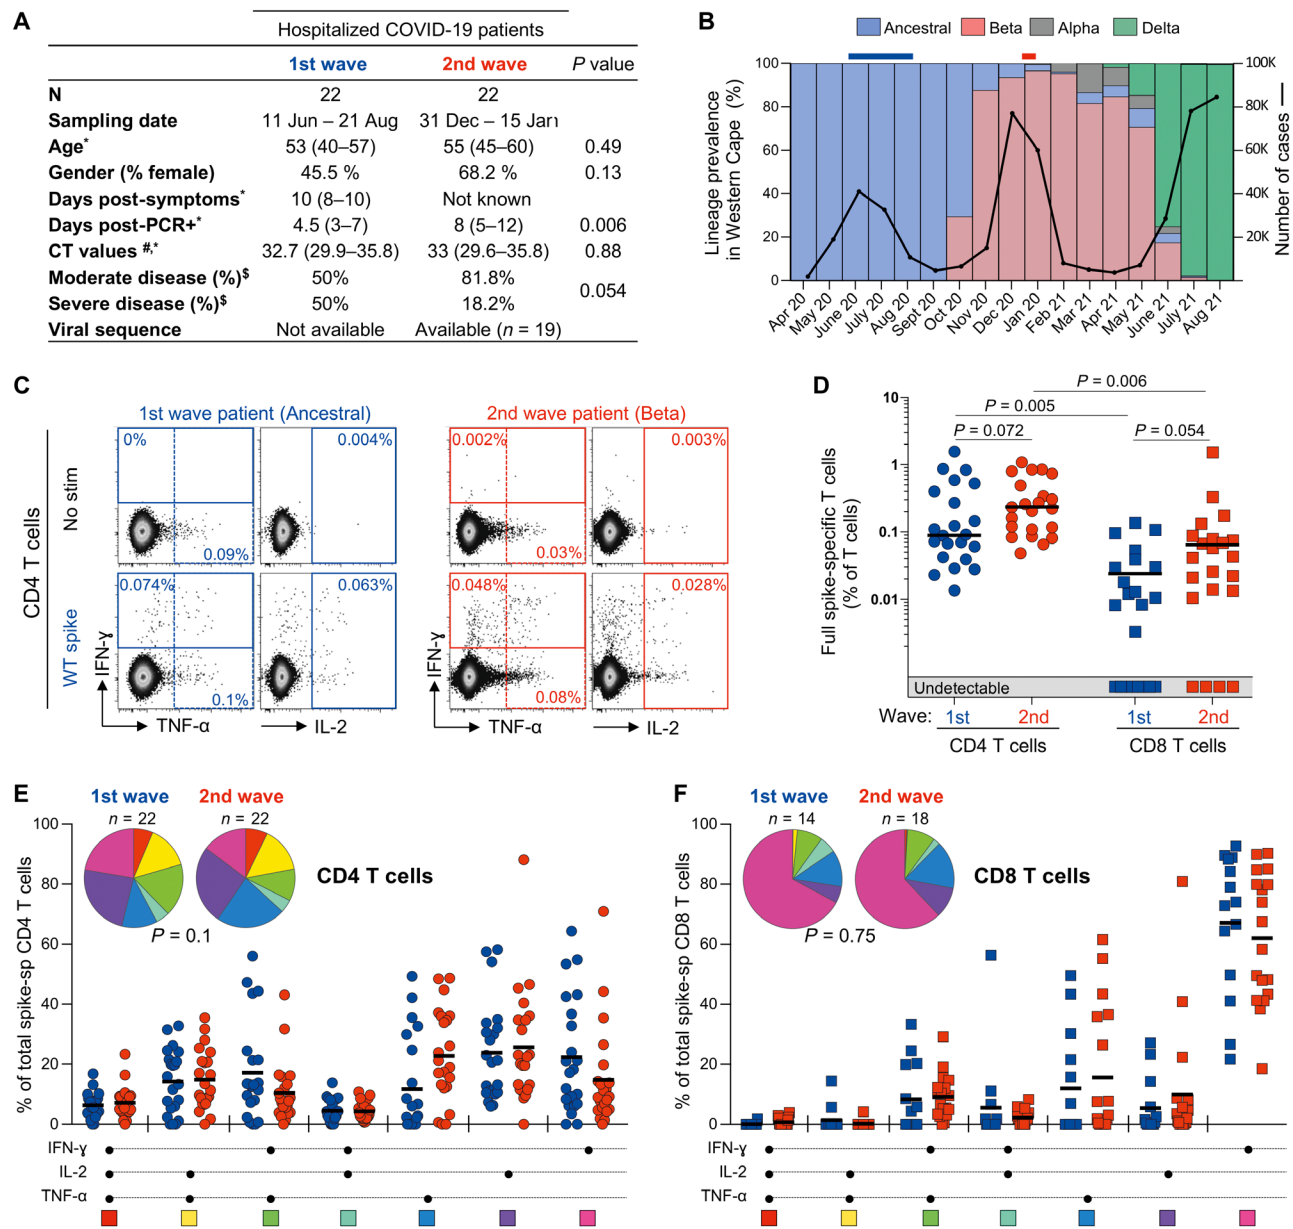 A
Hospitalized COVID-19 patients
1st wave 2nd wave P value
N 22 22
Sampling date 11 Jun – 21 Aug 31 Dec – 15 Jan
Age* 53 (40–57) 55 (45–60) 0.49
Gender (% female) 45.5 % 68.2 % 0.13
Days post-symptoms* 10 (8–10) Not known
Days post-PCR+* 4.5 (3–7) 8 (5–12) 0.006
CT values #,* 32.7 (29.9–35.8) 33 (29.6–35.8) 0.88
Moderate disease (%)$ 50% 81.8%
0.054
Severe disease (%)$ 50% 18.2%
Viral sequence Not available Available (n = 19)
B
Ancestral Beta Alpha Delta
Lineage prevalence
in Western Cape (%)
100
80
60
40
20
0
100K
80K
60K
40K
20K
0
Number of cases
Apr 20
May 20
June 20
July 20
Aug 20
Sept 20
Oct 20
Nov 20
Dec 20
Jan 20
Feb 21
Mar 21
Apr 21
May 21
June 21
July 21
Aug 21
C
1st wave patient (Ancestral) 2nd wave patient (Beta)
CD4 T cells
No stim
0% 0.004% 0.002% 0.003%
0.09% 0.03%
WT spike
0.074% 0.063% 0.048% 0.028%
0.1% 0.08%
IFN-ɣ IFN-ɣ
TNF-α IL-2 TNF-α IL-2
D
P = 0.006
P = 0.005
P = 0.072 P = 0.054
Full spike-specific T cells
(% of T cells)
10
1
0.1
0.01
Undetectable
Wave: 1st 2nd 1st 2nd
CD4 T cells CD8 T cells
E
1st wave 2nd wave
n = 22 n = 22
CD4 T cells
P = 0.1
% of total spike-sp CD4 T cells
100
80
60
40
20
0
IFN-ɣ
IL-2
TNF-α
F
1st wave 2nd wave
n = 14 n = 18
CD8 T cells
P = 0.75
% of total spike-sp CD8 T cells
100
80
60
40
20
0
IFN-ɣ
IL-2
TNF-α